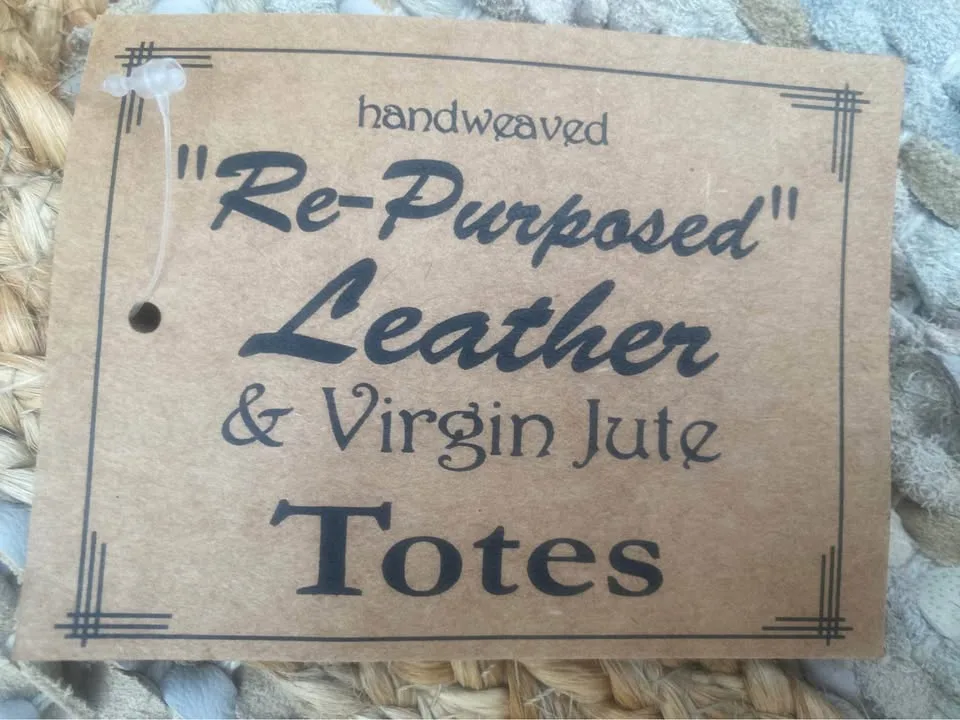 handweaved
"Re-Purposed"
Leather
& Virgin Jute
Totes